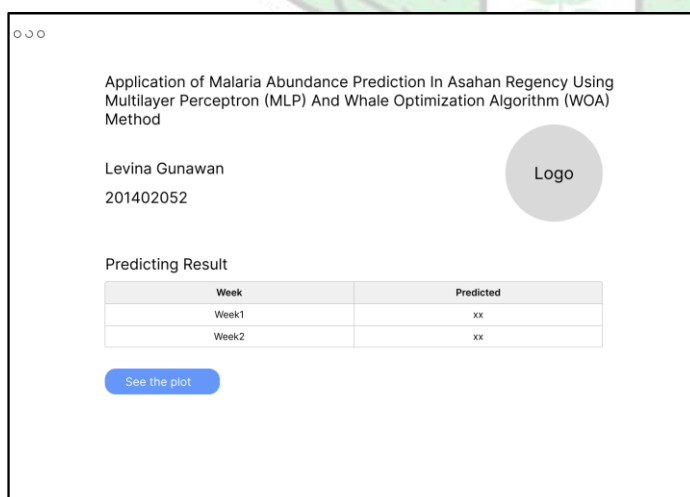 Application of Malaria Abundance Prediction In Asahan Regency Using
Multilayer Perceptron (MLP) And Whale Optimization Algorithm (WOA)
Method
Levina Gunawan
201402052
Logo
Predicting Result
Week Predicted
Week1 xx
Week2 xx
See the plot